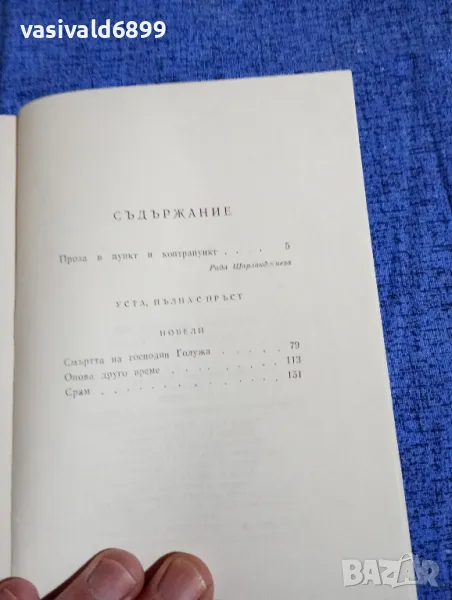 vasivald6899
СЪДЪРЖАНИЕ
Проза в пункт и контрапункт . . . . 5
Рада Шарланджиева
УСТА, ПЪЛНА С ПРЪСТ
НОВЕЛИ
Смъртта на господин Голужа . . . . . 79
Онова друго време . . . . . . . . 113
Срам . . . . . . . . . . . . 151
BAZAR